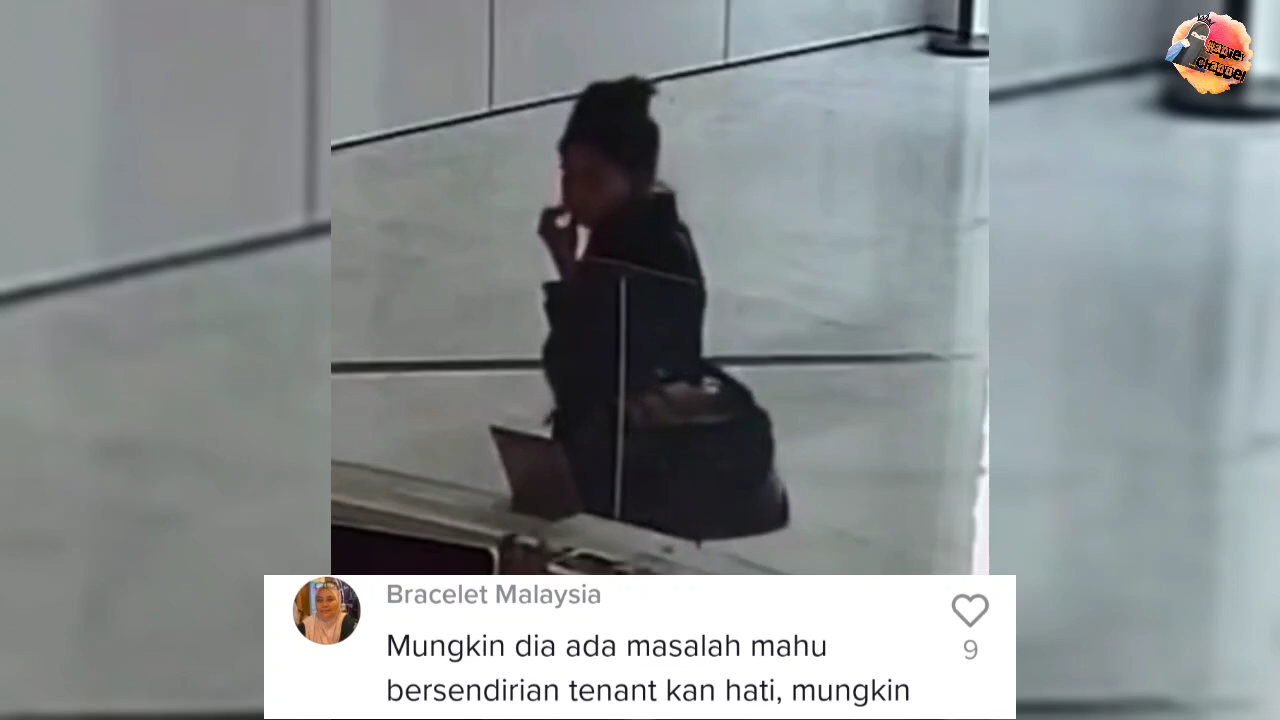 Bracelet Malaysia
Mungkin dia ada masalah mahu
bersendirian tenant kan hati, mungkin
9